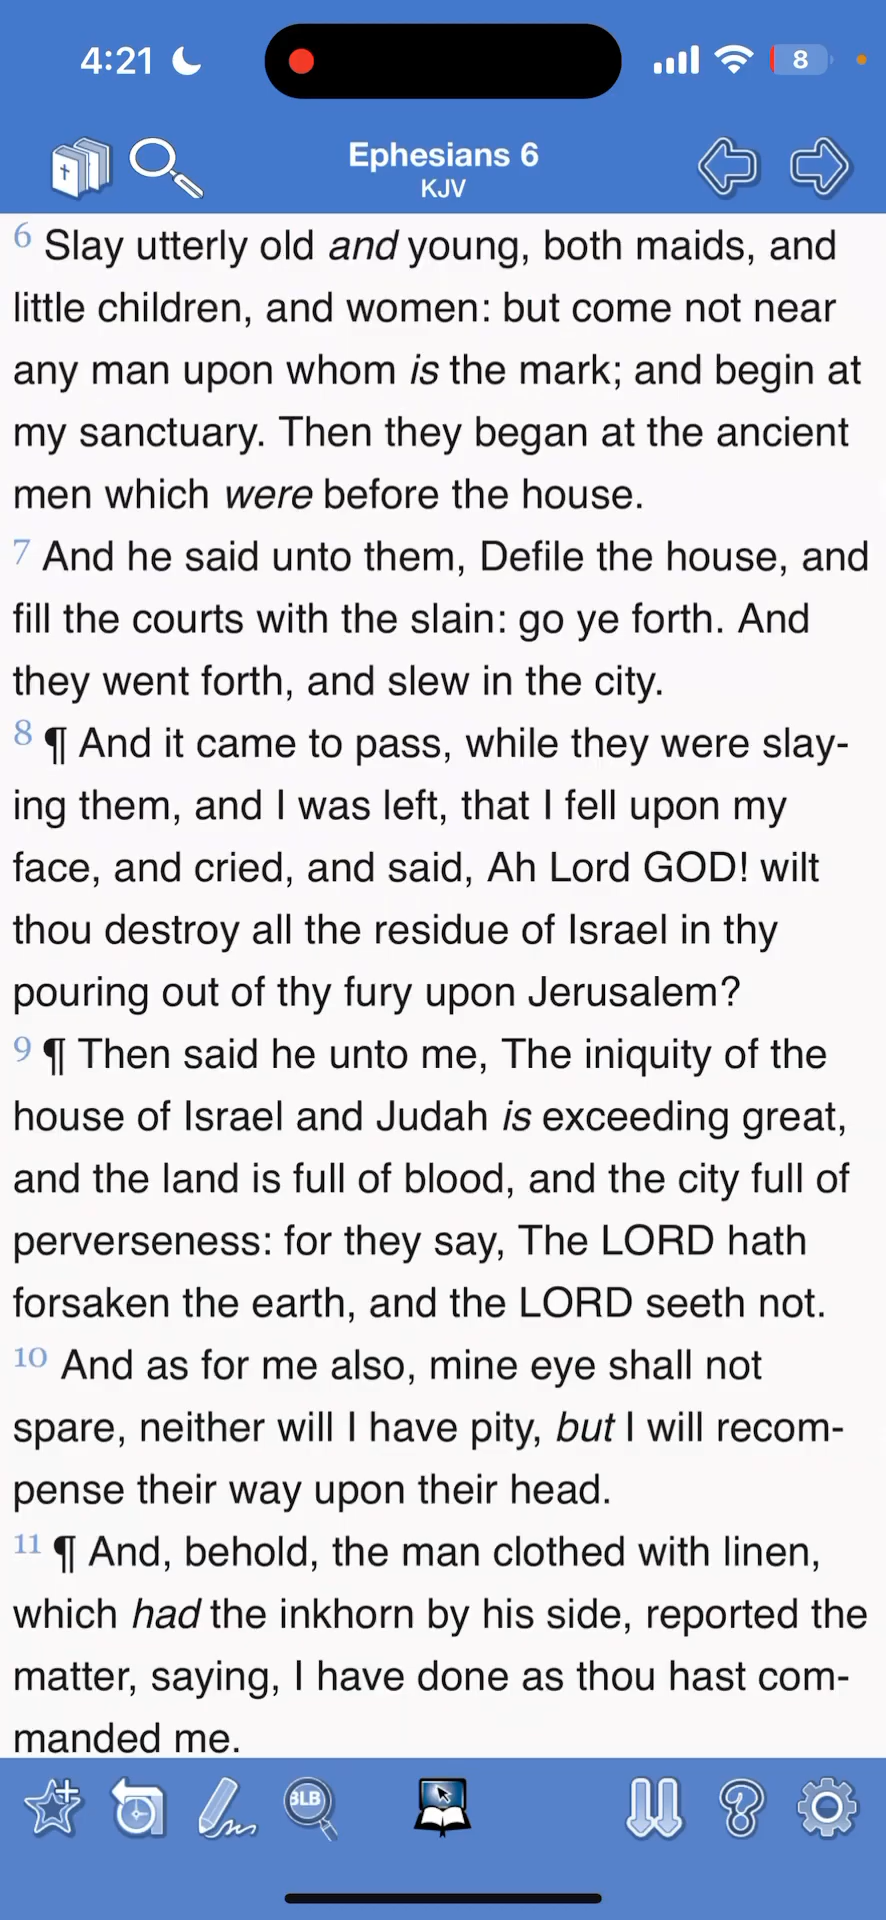 4:21
8
Ephesians 6
KJV
6 Slay utterly old and young, both maids, and
little children, and women: but come not near
any man upon whom is the mark; and begin at
my sanctuary. Then they began at the ancient
men which were before the house.
7 And he said unto them, Defile the house, and
fill the courts with the slain: go ye forth. And
they went forth, and slew in the city.
8 ¶ And it came to pass, while they were slay-
ing them, and I was left, that I fell upon my
face, and cried, and said, Ah Lord GOD! wilt
thou destroy all the residue of Israel in thy
pouring out of thy fury upon Jerusalem?
9 ¶ Then said he unto me, The iniquity of the
house of Israel and Judah is exceeding great,
and the land is full of blood, and the city full of
perverseness: for they say, The LORD hath
forsaken the earth, and the LORD seeth not.
10 And as for me also, mine eye shall not
spare, neither will I have pity, but I will recom-
pense their way upon their head.
11 ¶ And, behold, the man clothed with linen,
which had the inkhorn by his side, reported the
matter, saying, I have done as thou hast com-
manded me.
BLB